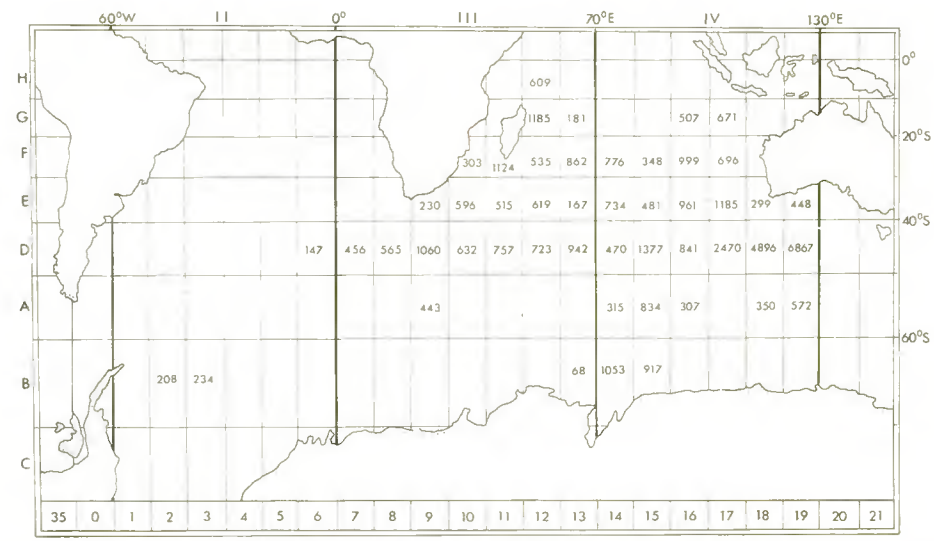 60°W II 0° III 70°E IV 130°E
H 609 0°
G 1185 181 507 671
20°S
F 303 1124 535 862 776 348 999 696
E 230 596 515 619 167 734 481 961 1185 299 448
40°S
D 147 456 565 1060 632 757 723 942 470 1377 841 2470 4896 6867
A 443 315 834 307 350 572
60°S
B 208 234 68 1053 917
C
35 0 1 2 3 4 5 6 7 8 9 10 11 12 13 14 15 16 17 18 19 20 21